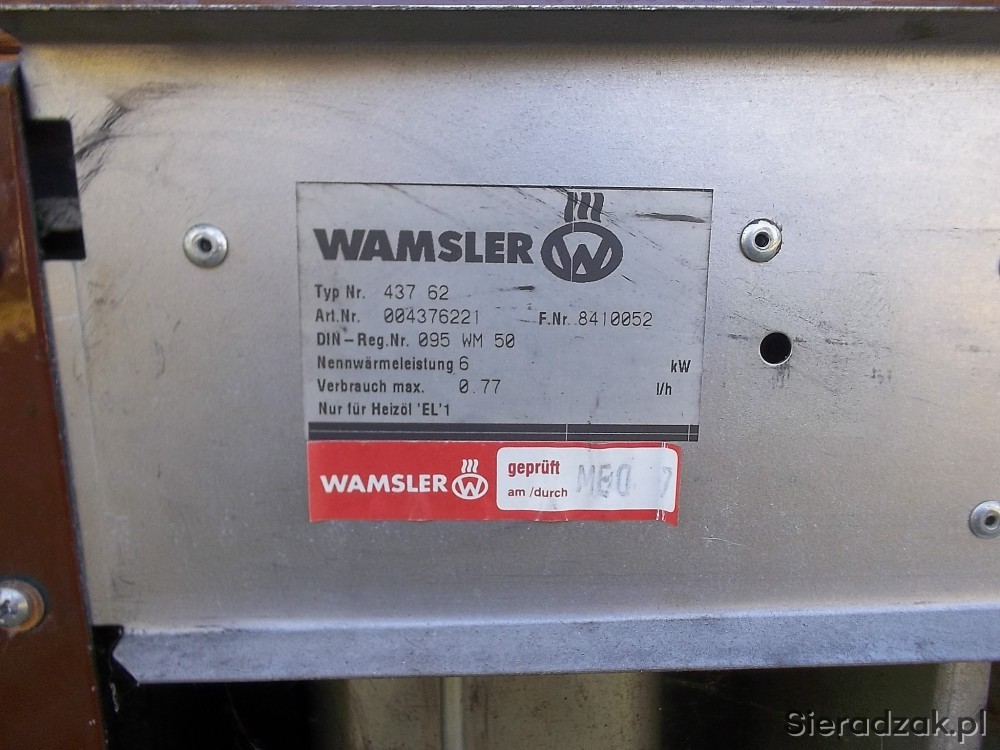 WAMSLER
Typ Nr. 437 62
Art.Nr. 004376221 F.Nr. 8410052
DIN-Reg.Nr. 095 WM 50
Nennwärmeleistung 6 kW
Verbrauch max. 0.77 l/h
Nur für Heizöl 'EL'1
WAMSLER
geprüft
am /durch
Sieradzak.pl